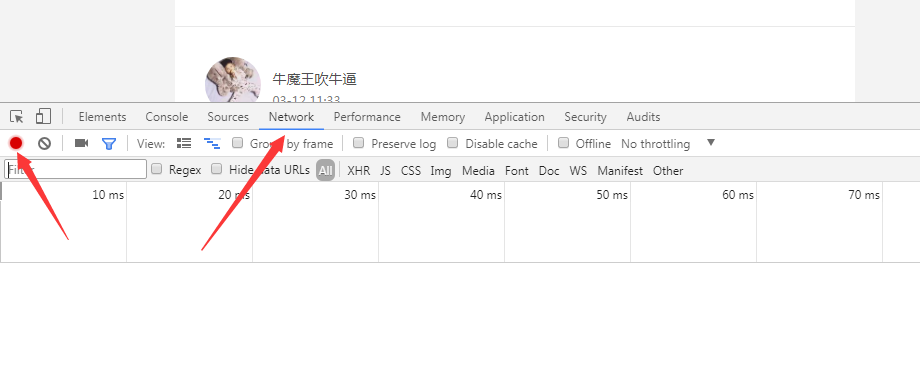 牛魔王吹牛逼
03-12 11:33
Elements Console Sources Network Performance Memory Application Security Audits
View: Group by frame Preserve log Disable cache Offline No throttling
Filter Regex Hide data URLs All XHR JS CSS Img Media Font Doc WS Manifest Other
10 ms 20 ms 30 ms 40 ms 50 ms 60 ms 70 ms